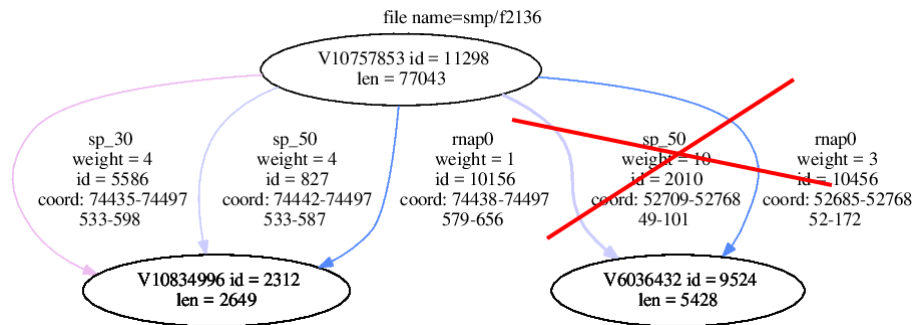 file name=smp/f2136
V10757853 id = 11298
len = 77043
sp_30
weight = 4
id = 5586
coord: 74435-74497
533-598
sp_50
weight = 4
id = 827
coord: 74442-74497
533-587
rnap0
weight = 1
id = 10156
coord: 74438-74497
579-656
sp_50
weight = 10
id = 2010
coord: 52709-52768
49-101
rnap0
weight = 3
id = 10456
coord: 52685-52768
52-172
V10834996 id = 2312
len = 2649
V6036432 id = 9524
len = 5428